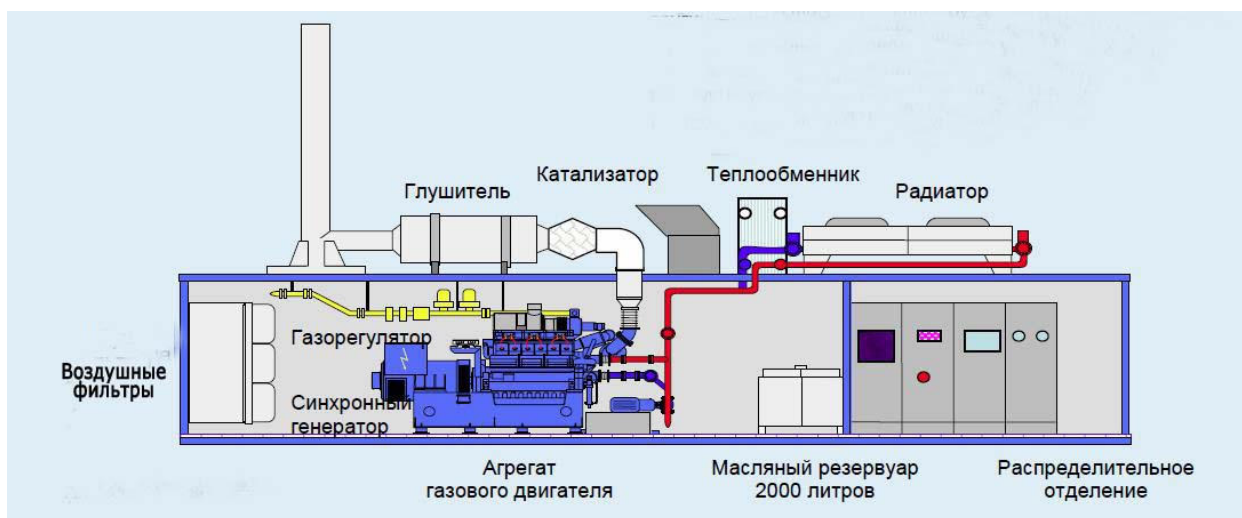 Глушитель
Катализатор
Теплообменник
Радиатор
Газорегулятор
Воздушные
фильтры
Синхронный
генератор
Агрегат
газового двигателя
Масляный резервуар
2000 литров
Распределительное
отделение